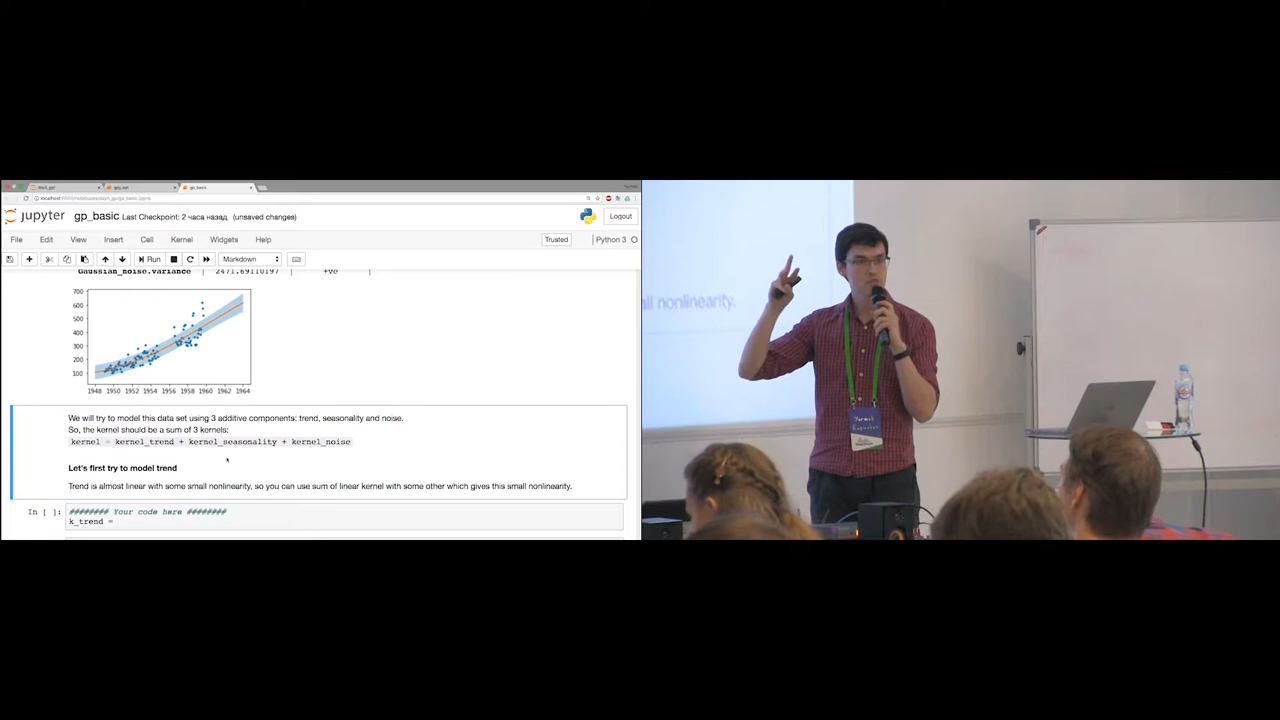 gp_basic
jupyter gp_basic Last Checkpoint: 2 часа назад (unsaved changes) Logout
File Edit View Insert Cell Kernel Widgets Help Trusted Python 3
Run Markdown
Gaussian_noise.variance | 2471.69110197 | +ve |
700
600
500
400
300
200
100
1948 1950 1952 1954 1956 1958 1960 1962 1964
We will try to model this data set using 3 additive components: trend, seasonality and noise.
So, the kernel should be a sum of 3 kernels:
kernel = kernel_trend + kernel_seasonality + kernel_noise
Let's first try to model trend
Trend is almost linear with some small nonlinearity, so you can use sum of linear kernel with some other which gives this small nonlinearity.
In [ ]: ######## Your code here ########
k_trend =
nonlinearity.